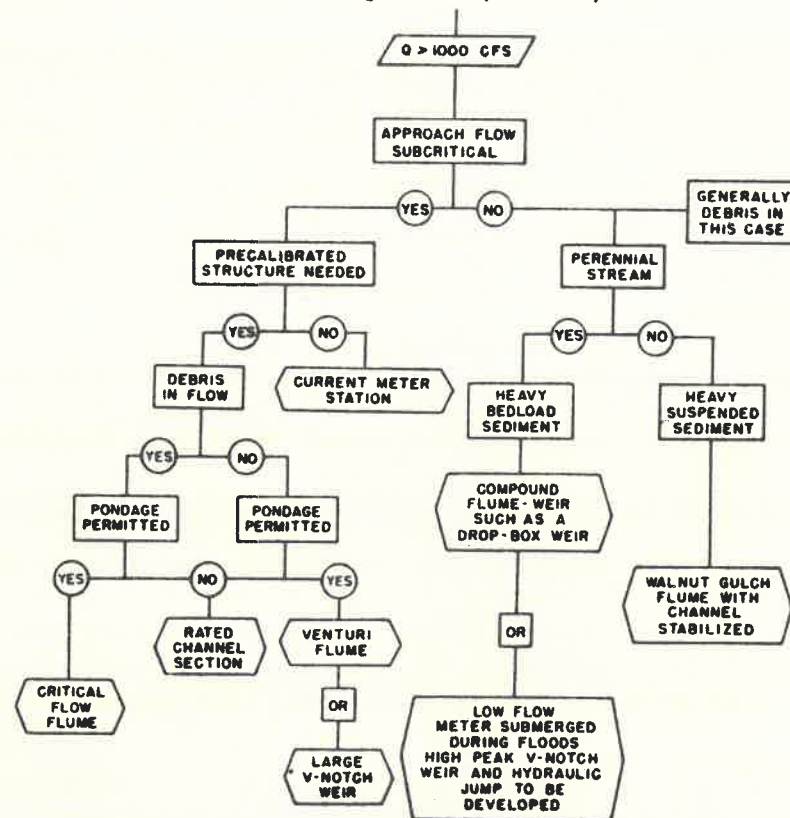 Q > 1000 CFS
APPROACH FLOW
SUBCRITICAL
YES
NO
GENERALLY
DEBRIS IN
THIS CASE
PRECALIBRATED
STRUCTURE NEEDED
PERENNIAL
STREAM
YES
NO
YES
NO
DEBRIS
IN FLOW
CURRENT METER
STATION
HEAVY
BEDLOAD
SEDIMENT
HEAVY
SUSPENDED
SEDIMENT
YES
NO
PONDAGE
PERMITTED
PONDAGE
PERMITTED
COMPOUND
FLUME-WEIR
SUCH AS A
DROP-BOX WEIR
YES
NO
YES
WALNUT GULCH
FLUME WITH
CHANNEL
STABILIZED
RATED
CHANNEL
SECTION
VENTURI
FLUME
OR
CRITICAL
FLOW
FLUME
OR
LARGE
V-NOTCH
WEIR
LOW FLOW
METER SUBMERGED
DURING FLOODS
HIGH PEAK V-NOTCH
WEIR AND HYDRAULIC
JUMP TO BE
DEVELOPED